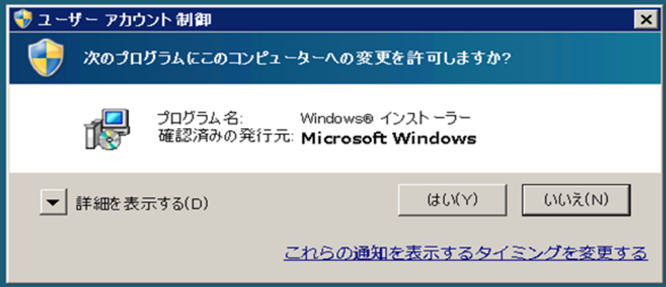 ユーザー アカウント制御
次のプログラムにこのコンピューターへの変更を許可しますか?
プログラム名: Windows® インストーラー
確認済みの発行元: Microsoft Windows
詳細を表示する(D)
はい(Y)
いいえ(N)
これらの通知を表示するタイミングを変更する